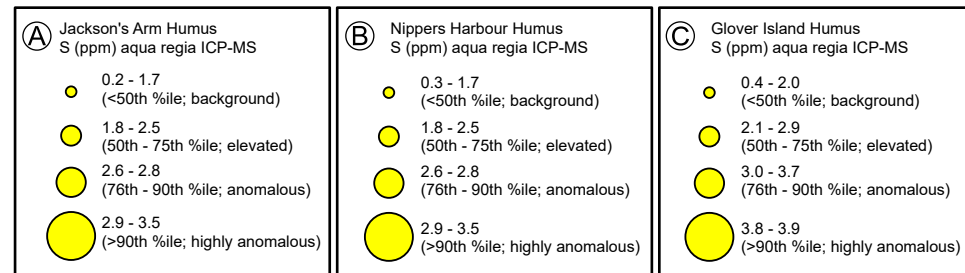 A Jackson's Arm Humus
S (ppm) aqua regia ICP-MS
0.2 - 1.7
(<50th %ile; background)
1.8 - 2.5
(50th - 75th %ile; elevated)
2.6 - 2.8
(76th - 90th %ile; anomalous)
2.9 - 3.5
(>90th %ile; highly anomalous)
B Nippers Harbour Humus
S (ppm) aqua regia ICP-MS
0.3 - 1.7
(<50th %ile; background)
1.8 - 2.5
(50th - 75th %ile; elevated)
2.6 - 2.8
(76th - 90th %ile; anomalous)
2.9 - 3.5
(>90th %ile; highly anomalous)
C Glover Island Humus
S (ppm) aqua regia ICP-MS
0.4 - 2.0
(<50th %ile; background)
2.1 - 2.9
(50th - 75th %ile; elevated)
3.0 - 3.7
(76th - 90th %ile; anomalous)
3.8 - 3.9
(>90th %ile; highly anomalous)